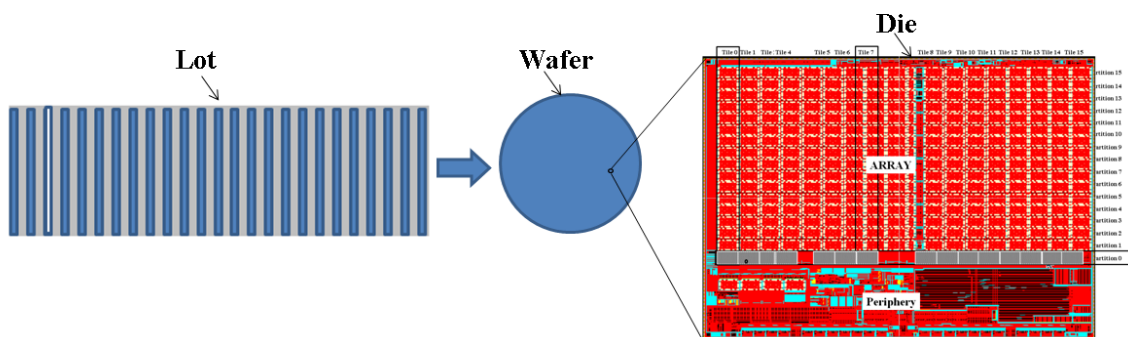 Lot
Wafer
Die
Tile 0 Tile 1 Tile : Tile 4 Tile 5 Tile 6 Tile 7 Tile 8 Tile 9 Tile 10 Tile 11 Tile 12 Tile 13 Tile 14 Tile 15
artition 15
artition 14
artition 13
artition 12
artition 11
artition 10
artition 9
artition 8
artition 7
artition 6
artition 5
artition 4
artition 3
artition 2
artition 1
artition 0
ARRAY
Periphery